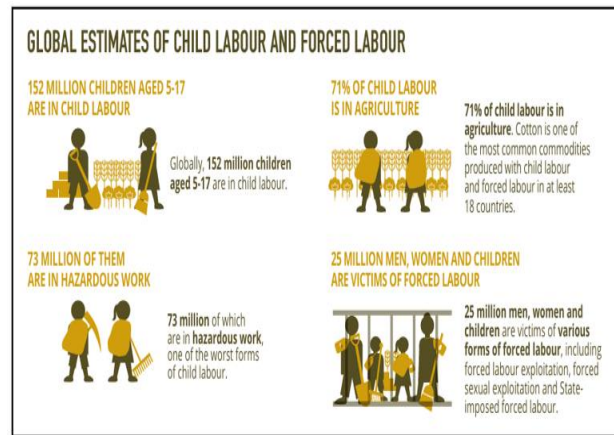 GLOBAL ESTIMATES OF CHILD LABOUR AND FORCED LABOUR
152 MILLION CHILDREN AGED 5-17
ARE IN CHILD LABOUR
Globally, 152 million children
aged 5-17 are in child labour.
71% OF CHILD LABOUR
IS IN AGRICULTURE
71% of child labour is in
agriculture. Cotton is one of
the most common commodities
produced with child labour
and forced labour in at least
18 countries.
73 MILLION OF THEM
ARE IN HAZARDOUS WORK
73 million of which
are in hazardous work,
one of the worst forms
of child labour.
25 MILLION MEN, WOMEN AND CHILDREN
ARE VICTIMS OF FORCED LABOUR
25 million men, women and
children are victims of various
forms of forced labour, including
forced labour exploitation, forced
sexual exploitation and State-
imposed forced labour.